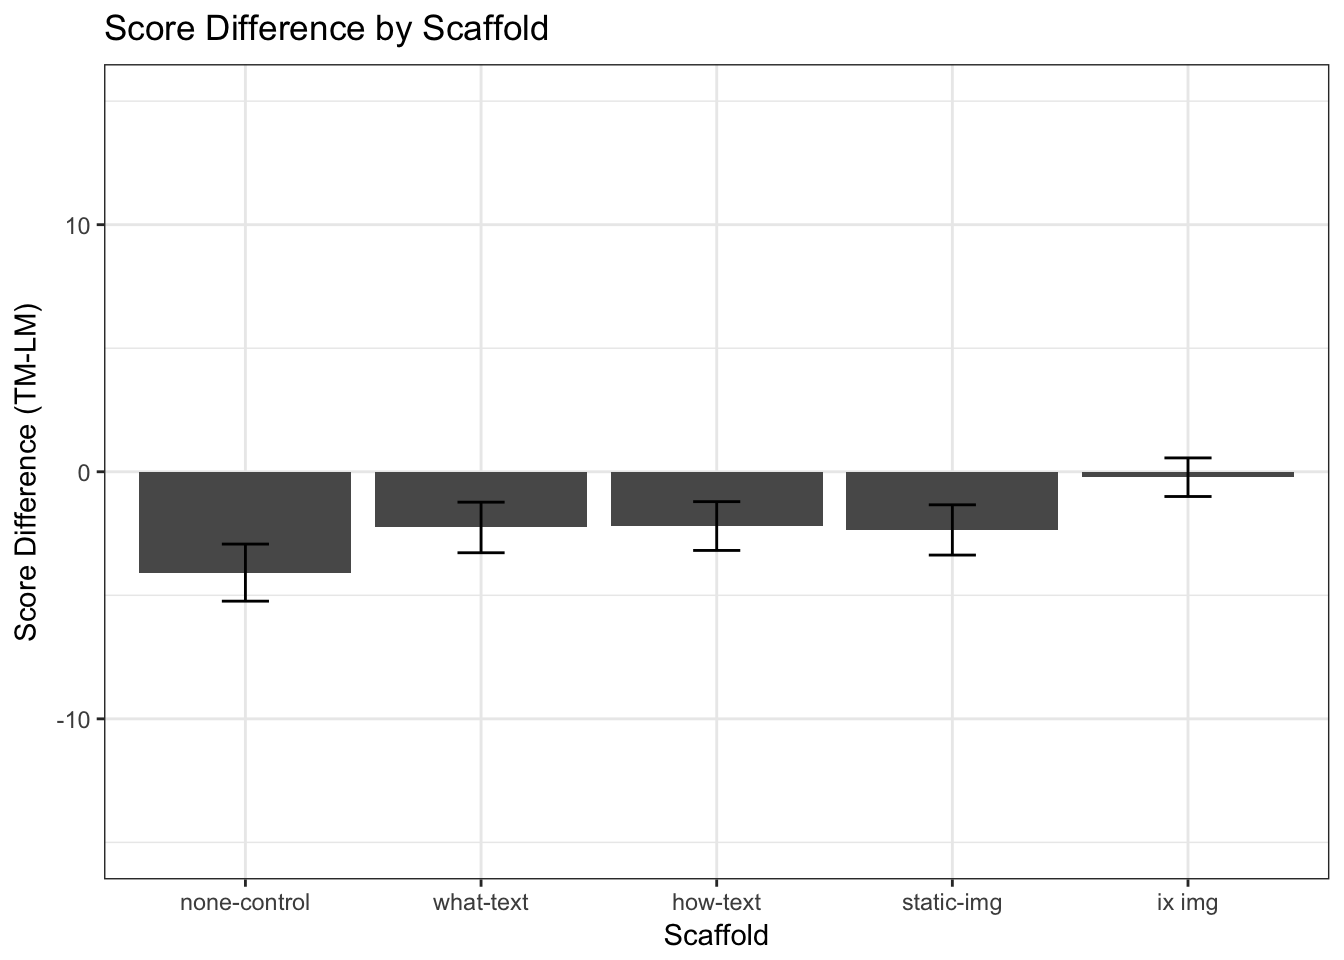 Score Difference by Scaffold
Score Difference (TM-LM)
10
0
-10
none-control
what-text
how-text
static-img
ix img
Scaffold